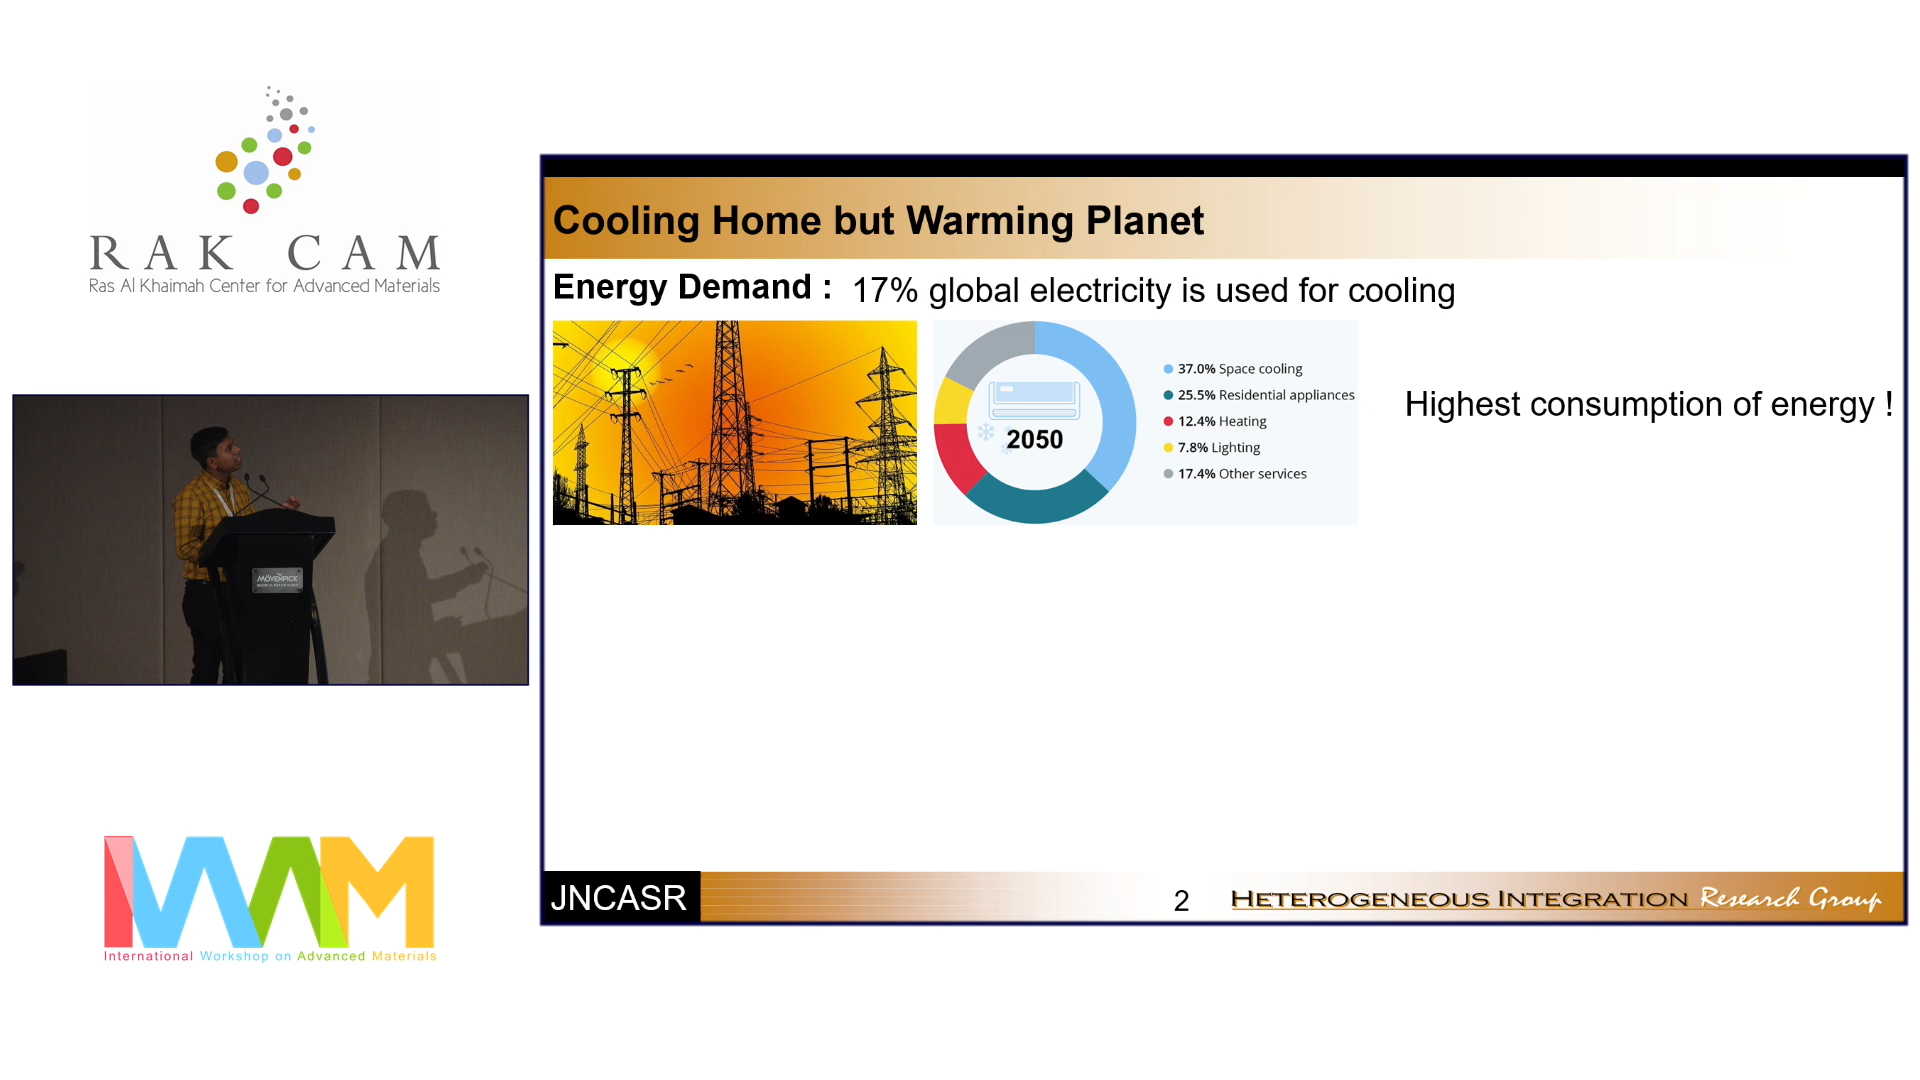 RAK CAM
Ras Al Khaimah Center for Advanced Materials
MÖVENPICK
IWAM
International Workshop on Advanced Materials
Cooling Home but Warming Planet
Energy Demand : 17% global electricity is used for cooling
2050
37.0% Space cooling
25.5% Residential appliances
12.4% Heating
7.8% Lighting
17.4% Other services
Highest consumption of energy !
JNCASR
2
HETEROGENEOUS INTEGRATION Research Group